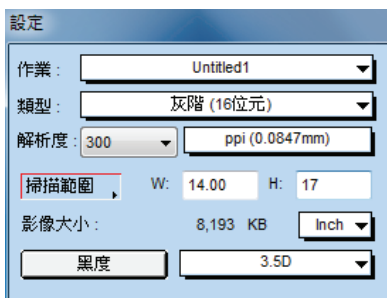 設定
作業 : Untitled1
類型 : 灰階 (16位元)
解析度 : 300 ppi (0.0847mm)
掃描範圍 W: 14.00 H: 17
影像大小 : 8,193 KB Inch
黑度 3.5D